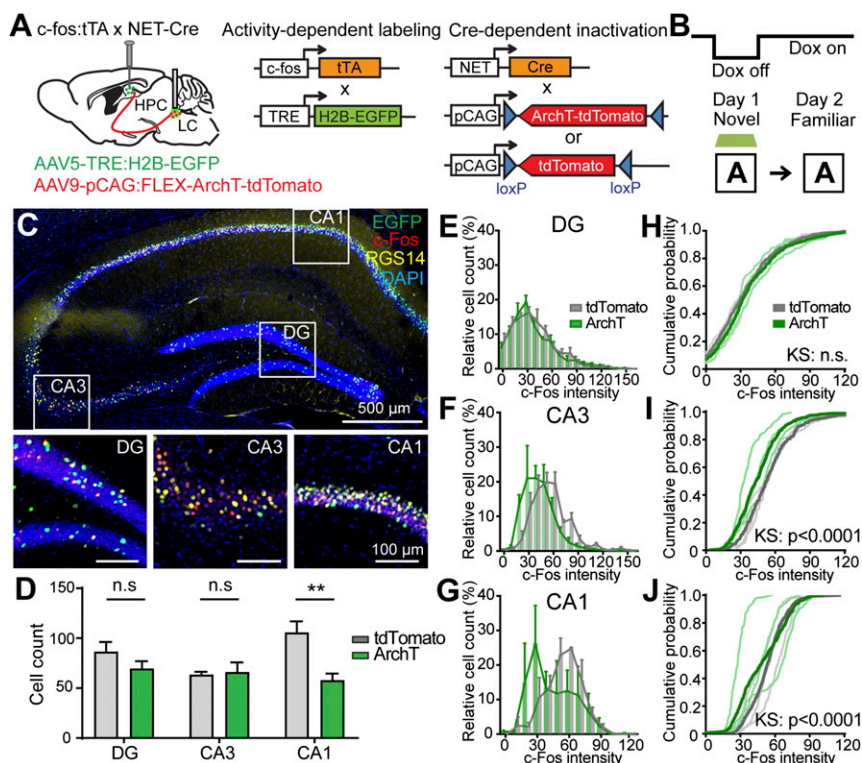 A
c-fos:tTA x NET-Cre
HPC
LC
AAV5-TRE:H2B-EGFP
AAV9-pCAG:FLEX-ArchT-tdTomato
Activity-dependent labeling
c-fos
tTA
x
TRE
H2B-EGFP
Cre-dependent inactivation
NET
Cre
x
pCAG
ArchT-tdTomato
or
pCAG
tdTomato
loxP
loxP
B
Dox on
Dox off
Day 1
Novel
Day 2
Familiar
A
A
C
CA1
EGFP
c-Fos
RGS14
DAPI
DG
CA3
500 µm
DG
CA3
CA1
100 µm
D
Cell count
150
100
50
0
n.s
n.s
**
tdTomato
ArchT
DG
CA3
CA1
E
DG
Relative cell count (%)
40
30
20
10
0
tdTomato
ArchT
0 30 60 90 120 150
c-Fos intensity
F
CA3
Relative cell count (%)
40
30
20
10
0
0 30 60 90 120 150
c-Fos intensity
G
CA1
Relative cell count (%)
40
30
20
10
0
0 30 60 90 120
c-Fos intensity
H
Cumulative probability
1.0
0.8
0.6
0.4
0.2
0
tdTomato
ArchT
KS: n.s.
0 30 60 90 120
c-Fos intensity
I
Cumulative probability
1.0
0.8
0.6
0.4
0.2
0
KS: p<0.0001
0 30 60 90 120
c-Fos intensity
J
Cumulative probability
1.0
0.8
0.6
0.4
0.2
0
KS: p<0.0001
0 30 60 90 120
c-Fos intensity